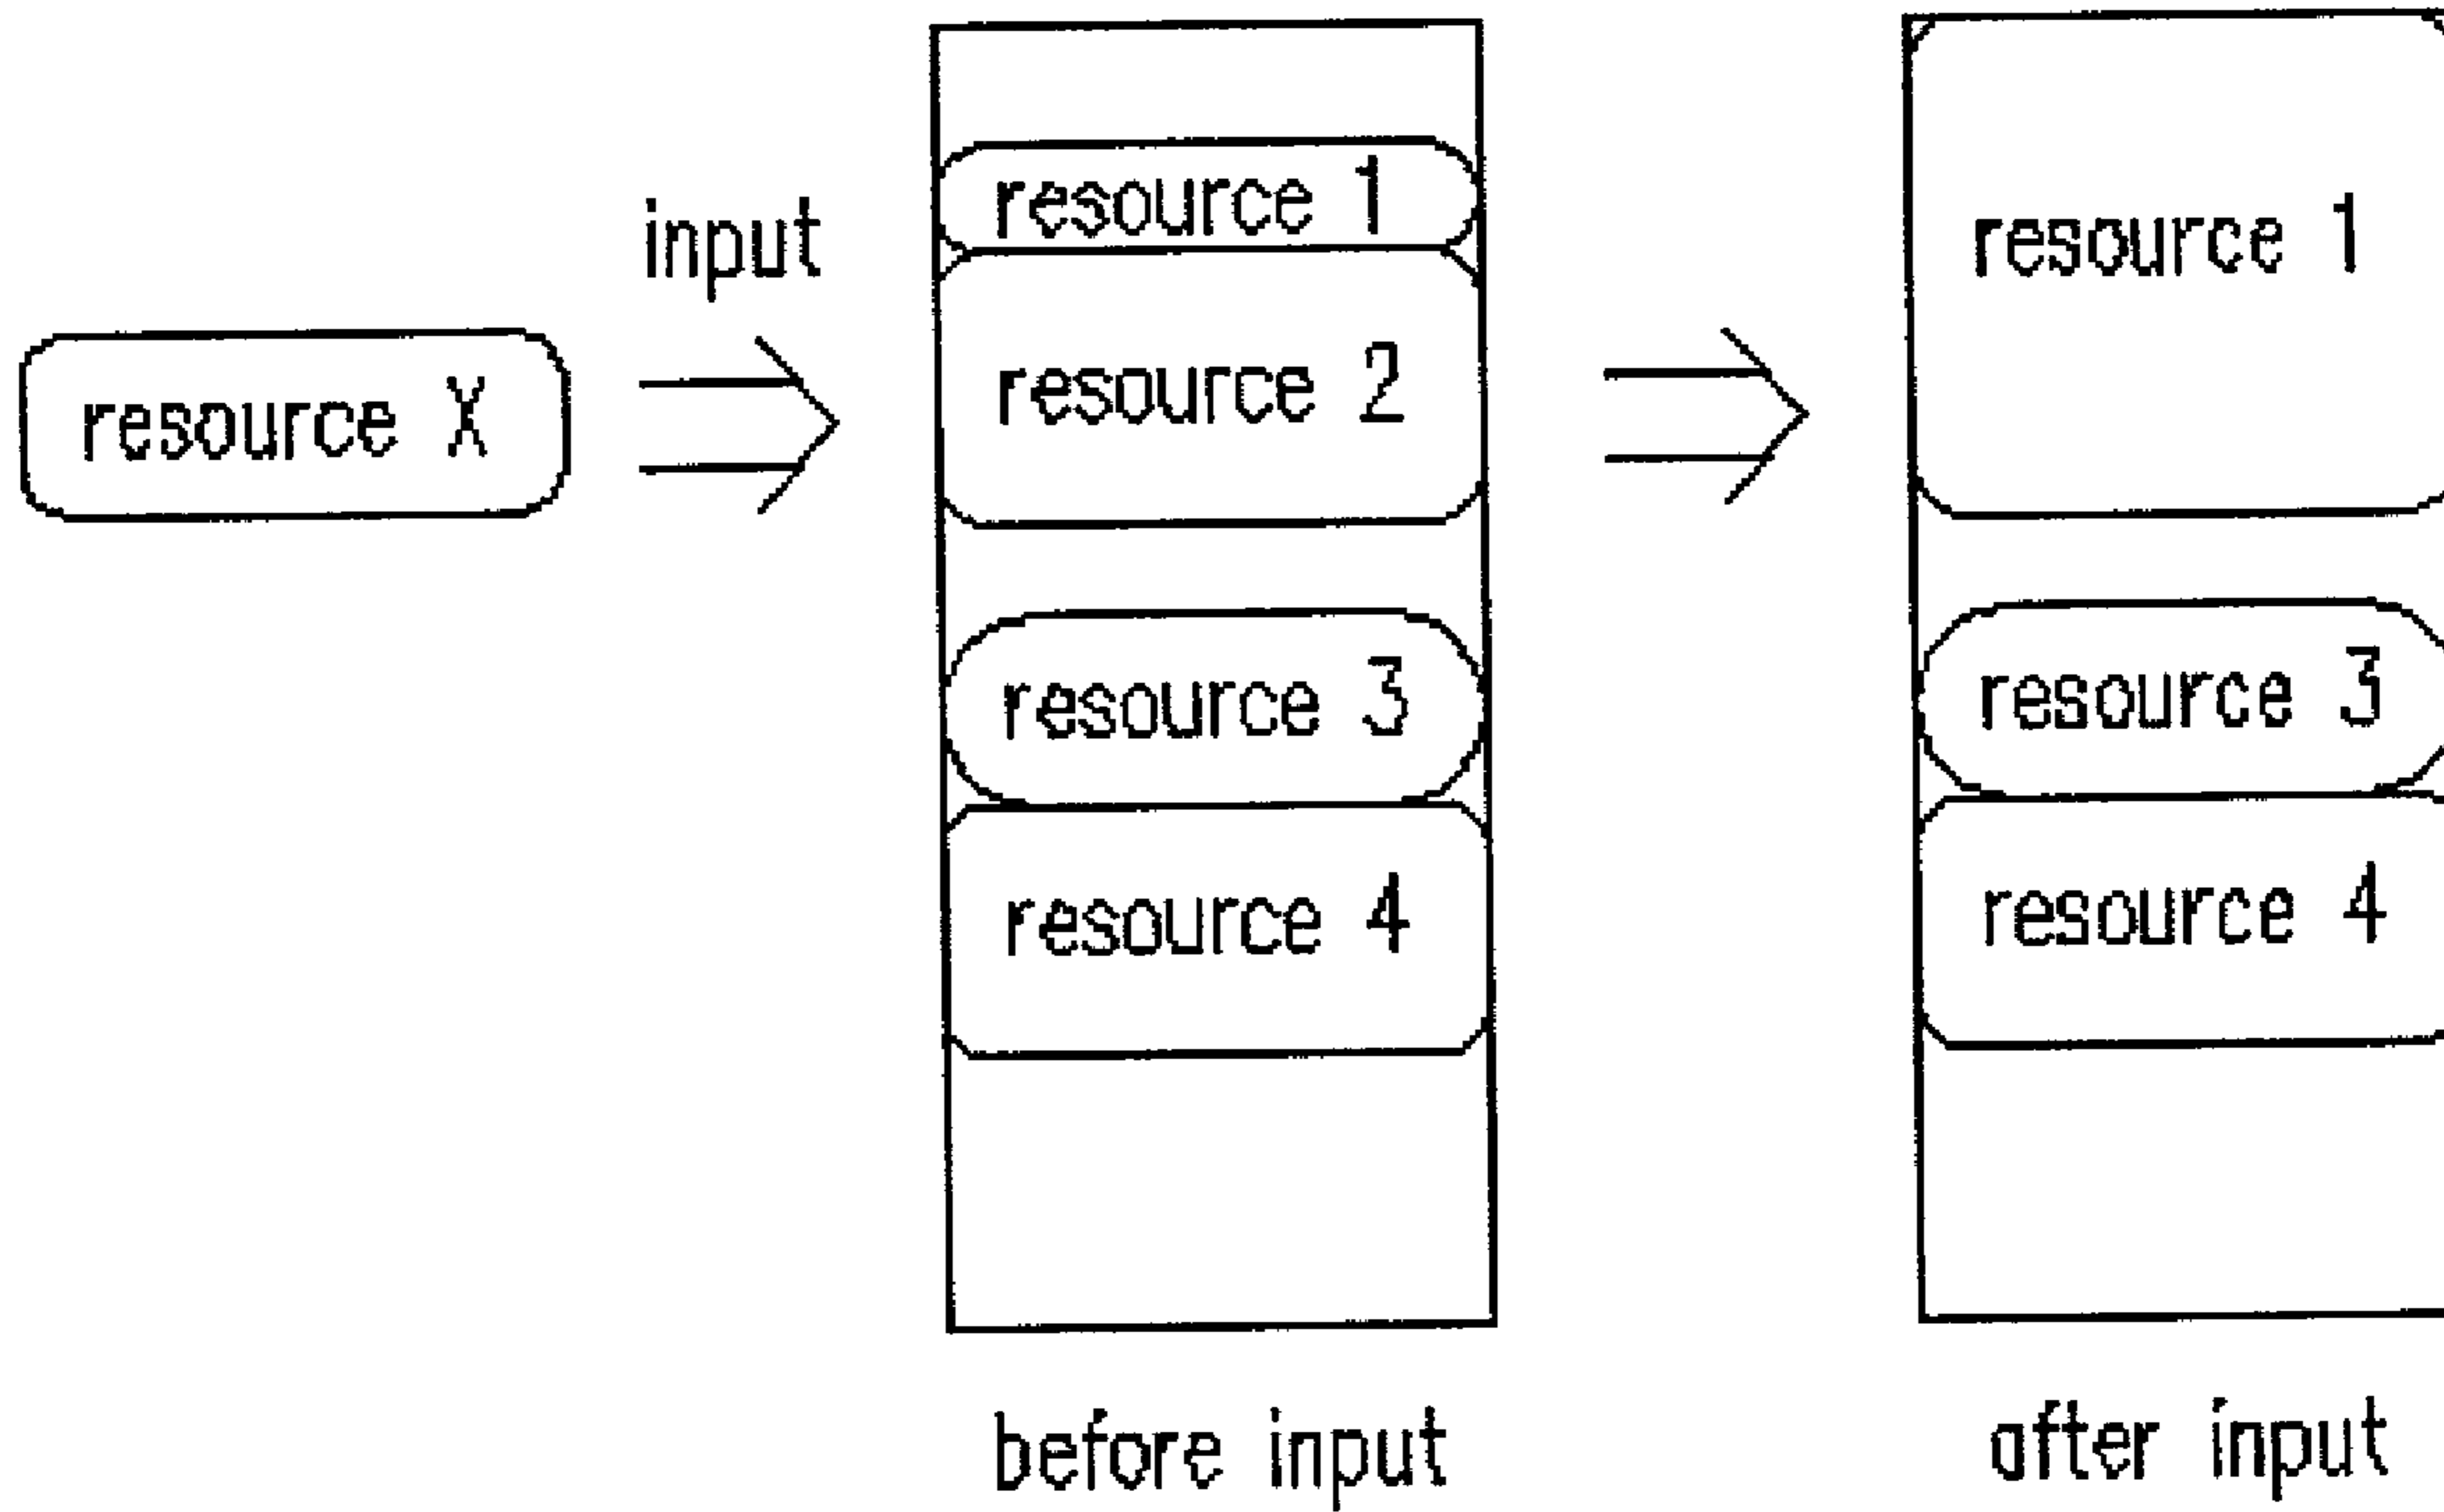 input
resource X
resource 1
resource 2
resource 3
resource 4
before input
resource 1
resource 3
resource 4
after input